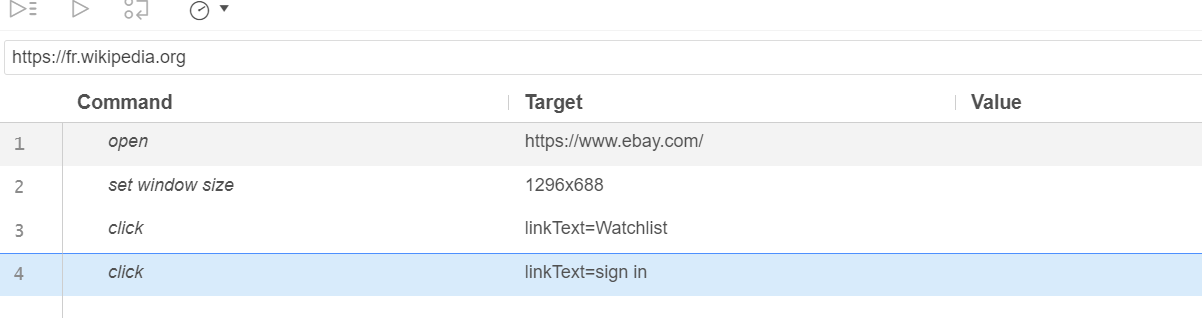 https://fr.wikipedia.org
Command Target Value
1 open https://www.ebay.com/
2 set window size 1296x688
3 click linkText=Watchlist
4 click linkText=sign in